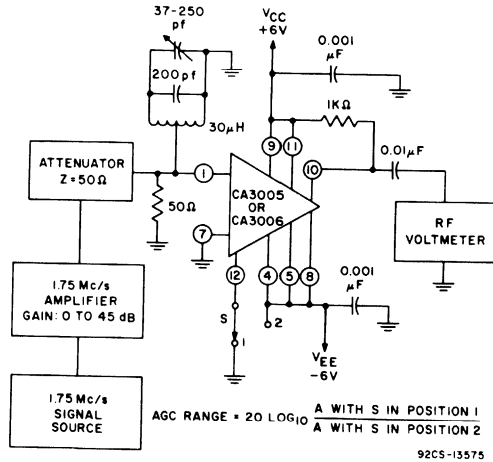 37-250
pf
200pf
30µH
VCC
+6V
0.001
µF
1KΩ
0.01µF
ATTENUATOR
Z=50Ω
50Ω
1
7
9
11
10
CA3005
OR
CA3006
12
4
5
8
RF
VOLTMETER
1.75 Mc/s
AMPLIFIER
GAIN: 0 TO 45 dB
S
1
2
0.001
µF
VEE
-6V
1.75 Mc/s
SIGNAL
SOURCE
AGC RANGE = 20 LOG10 A WITH S IN POSITION 1
A WITH S IN POSITION 2
92CS-13575